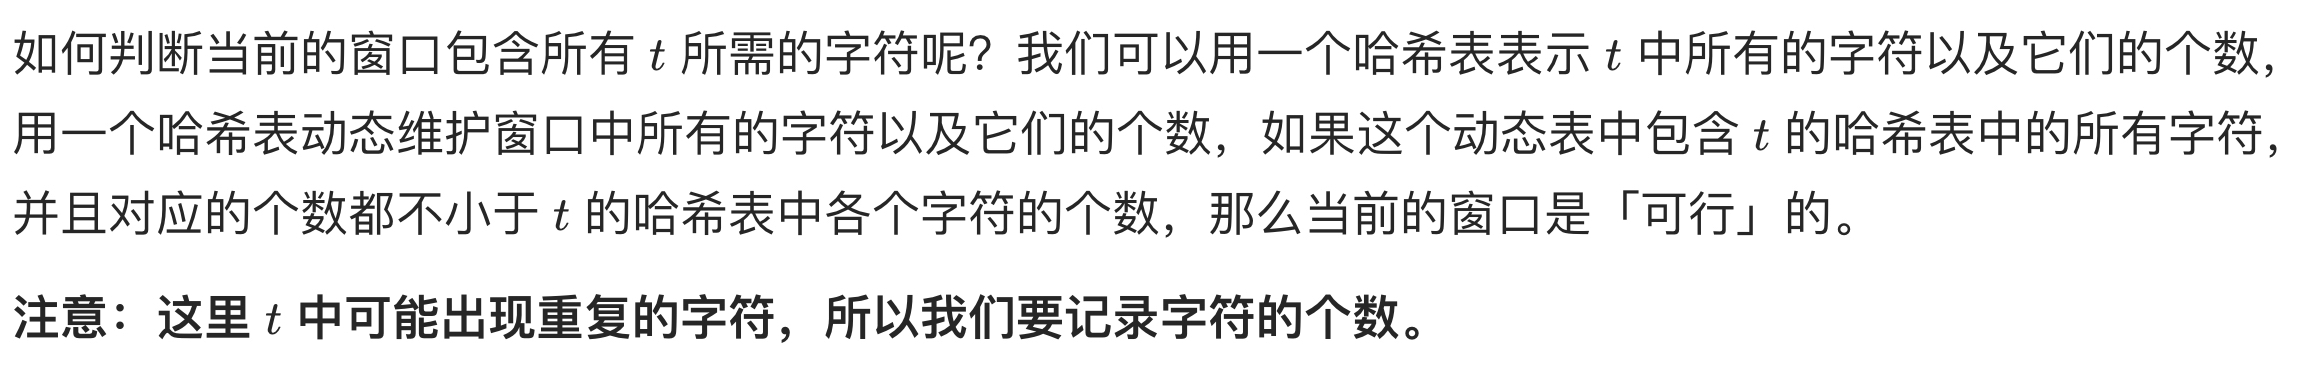 如何判断当前的窗口包含所有 t 所需的字符呢？我们可以用一个哈希表表示 t 中所有的字符以及它们的个数，
用一个哈希表动态维护窗口中所有的字符以及它们的个数，如果这个动态表中包含 t 的哈希表中的所有字符，
并且对应的个数都不小于 t 的哈希表中各个字符的个数，那么当前的窗口是「可行」的。
注意：这里 t 中可能出现重复的字符，所以我们要记录字符的个数。